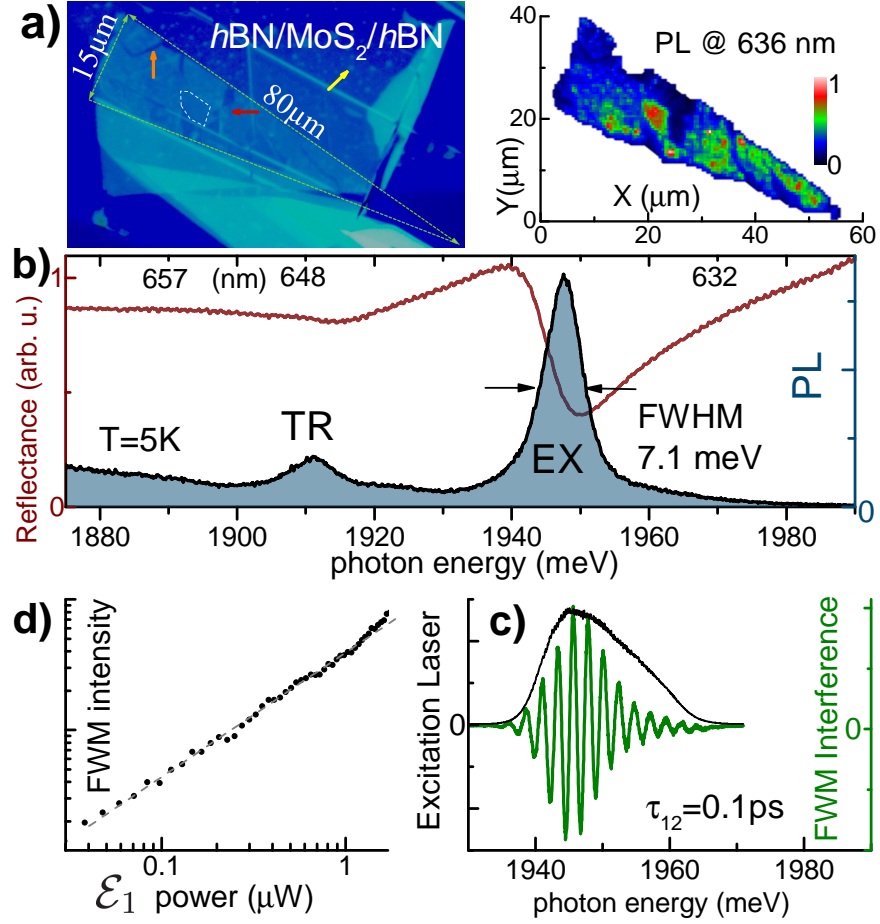 a)
hBN/MoS₂/hBN
15μm
80μm
PL @ 636 nm
1
0
40
20
0
Y(μm)
X (μm)
0 20 40 60
b)
657 (nm) 648 632
1
0
Reflectance (arb. u.)
T=5K
TR
EX
FWHM
7.1 meV
PL
0
1880 1900 1920 1940 1960 1980
photon energy (meV)
d)
FWM intensity
0.1 1
ℰ₁ power (μW)
c)
Excitation Laser
0
τ₁₂=0.1ps
FWM Interference
0
1940 1960 1980
photon energy (meV)